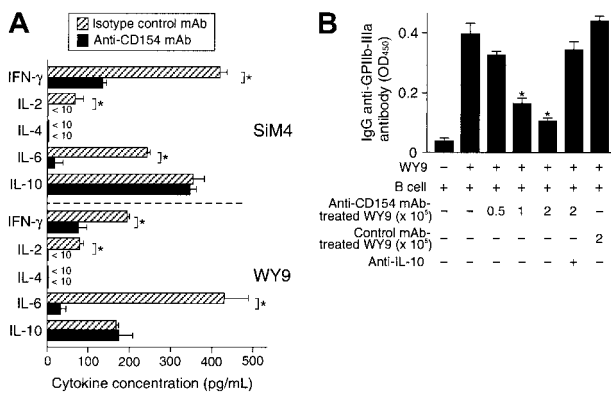 A
Isotype control mAb
Anti-CD154 mAb
IFN-γ
*
IL-2
< 10
*
IL-4
< 10
< 10
SiM4
IL-6
*
IL-10
IFN-γ
*
IL-2
< 10
*
IL-4
< 10
< 10
WY9
IL-6
*
IL-10
0 100 200 300 400 500
Cytokine concentration (pg/mL)
B
IgG anti-GPIIb-IIIa
antibody (OD450)
0.4
0.2
0
* *
WY9 − + + + + + +
B cell + + + + + + +
Anti-CD154 mAb-
treated WY9 (x 10⁵) − − 0.5 1 2 2 −
Control mAb-
treated WY9 (x 10⁵) − − − − − − 2
Anti-IL-10 − − − − − + −